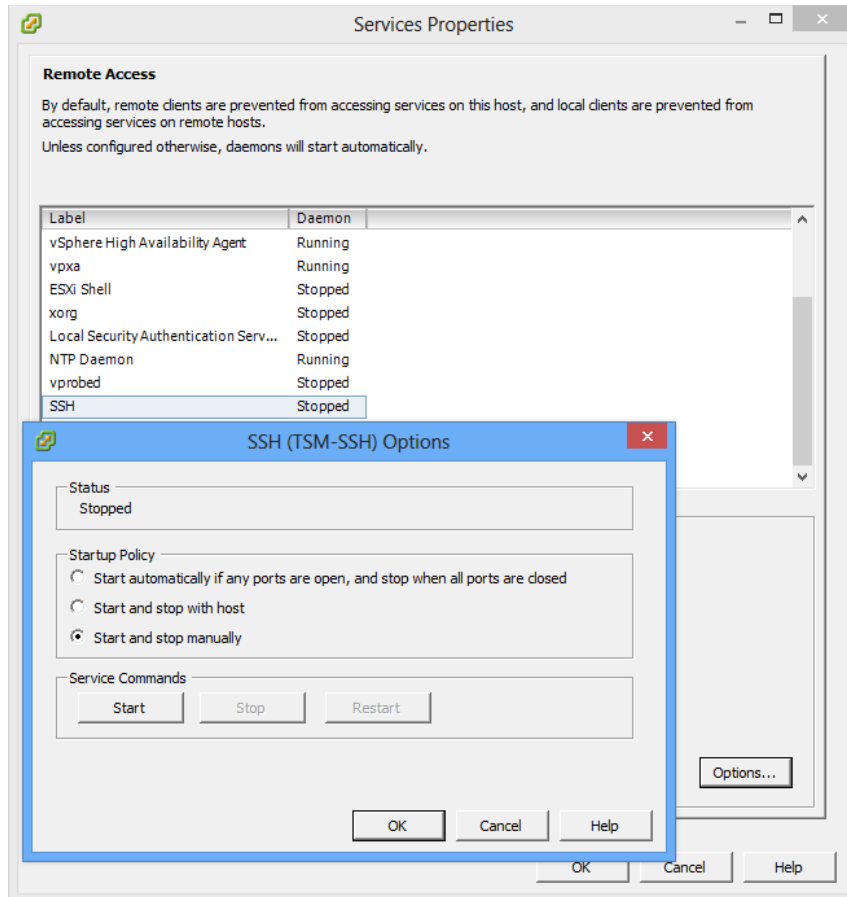 Services Properties
Remote Access
By default, remote clients are prevented from accessing services on this host, and local clients are prevented from
accessing services on remote hosts.
Unless configured otherwise, daemons will start automatically.
Label Daemon
vSphere High Availability Agent Running
vpxa Running
ESXi Shell Stopped
xorg Stopped
Local Security Authentication Serv... Stopped
NTP Daemon Running
vprobed Stopped
SSH Stopped
SSH (TSM-SSH) Options
Status
Stopped
Startup Policy
Start automatically if any ports are open, and stop when all ports are closed
Start and stop with host
Start and stop manually
Service Commands
Start Stop Restart
Options...
OK Cancel Help
OK Cancel Help